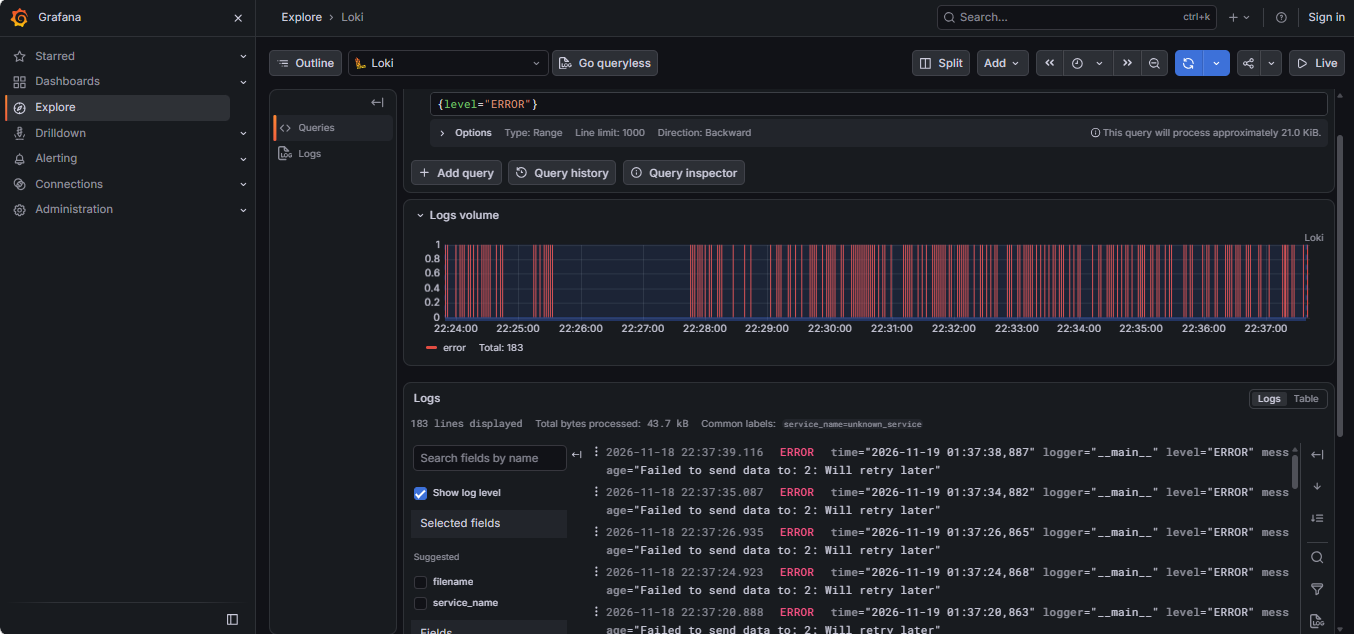 Grafana
Explore › Loki
Search...
ctrl+k
Sign in
Starred
Dashboards
Explore
Drilldown
Alerting
Connections
Administration
Outline
Loki
Go queryless
Split
Add
Live
Queries
Logs
{level="ERROR"}
Options Type: Range Line limit: 1000 Direction: Backward
This query will process approximately 21.0 KiB.
+ Add query
Query history
Query inspector
Logs volume
Loki
1
0.8
0.6
0.4
0.2
0
22:24:00 22:25:00 22:26:00 22:27:00 22:28:00 22:29:00 22:30:00 22:31:00 22:32:00 22:33:00 22:34:00 22:35:00 22:36:00 22:37:00
error Total: 183
Logs
Logs Table
183 lines displayed Total bytes processed: 43.7 kB Common labels: service_name=unknown_service
Search fields by name
Show log level
Selected fields
Suggested
filename
service_name
Fields
2026-11-18 22:37:39.116 ERROR time="2026-11-19 01:37:38,887" logger="__main__" level="ERROR" mess
age="Failed to send data to: 2: Will retry later"
2026-11-18 22:37:35.087 ERROR time="2026-11-19 01:37:34,882" logger="__main__" level="ERROR" mess
age="Failed to send data to: 2: Will retry later"
2026-11-18 22:37:26.935 ERROR time="2026-11-19 01:37:26,865" logger="__main__" level="ERROR" mess
age="Failed to send data to: 2: Will retry later"
2026-11-18 22:37:24.923 ERROR time="2026-11-19 01:37:24,868" logger="__main__" level="ERROR" mess
age="Failed to send data to: 2: Will retry later"
2026-11-18 22:37:20.888 ERROR time="2026-11-19 01:37:20,863" logger="__main__" level="ERROR" mess
age="Failed to send data to: 2: Will retry later"